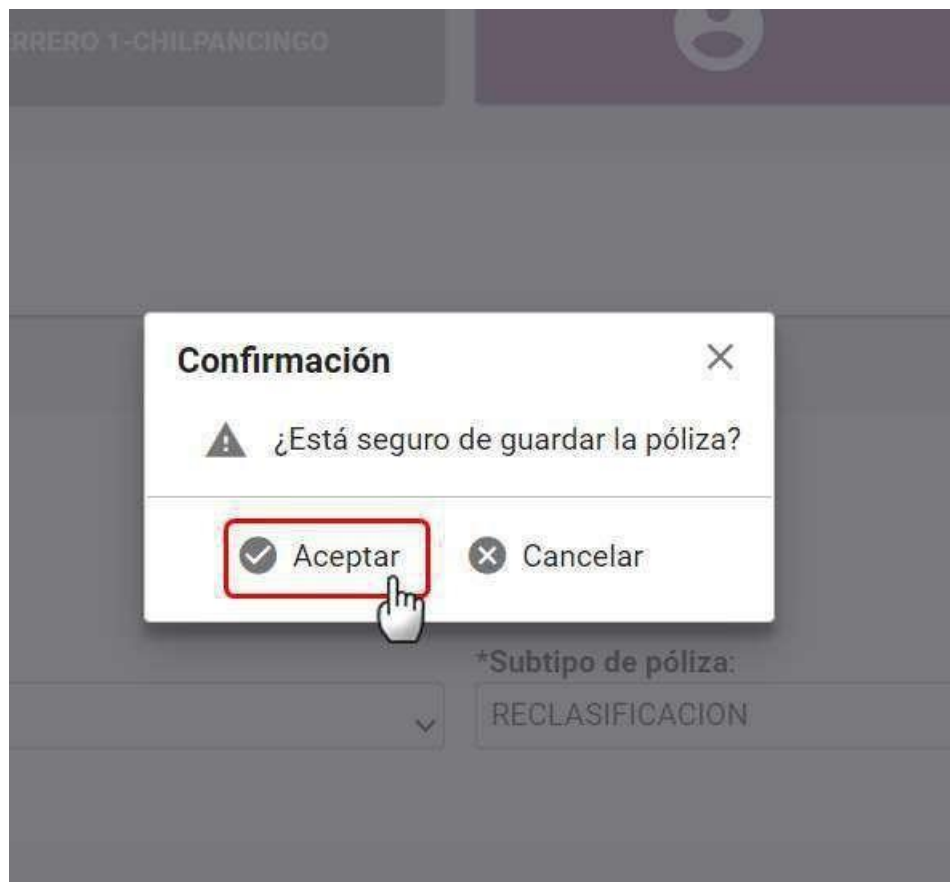 RRERO 1-CHILPANCINGO
Confirmación
¿Está seguro de guardar la póliza?
Aceptar
Cancelar
*Subtipo de póliza:
RECLASIFICACION